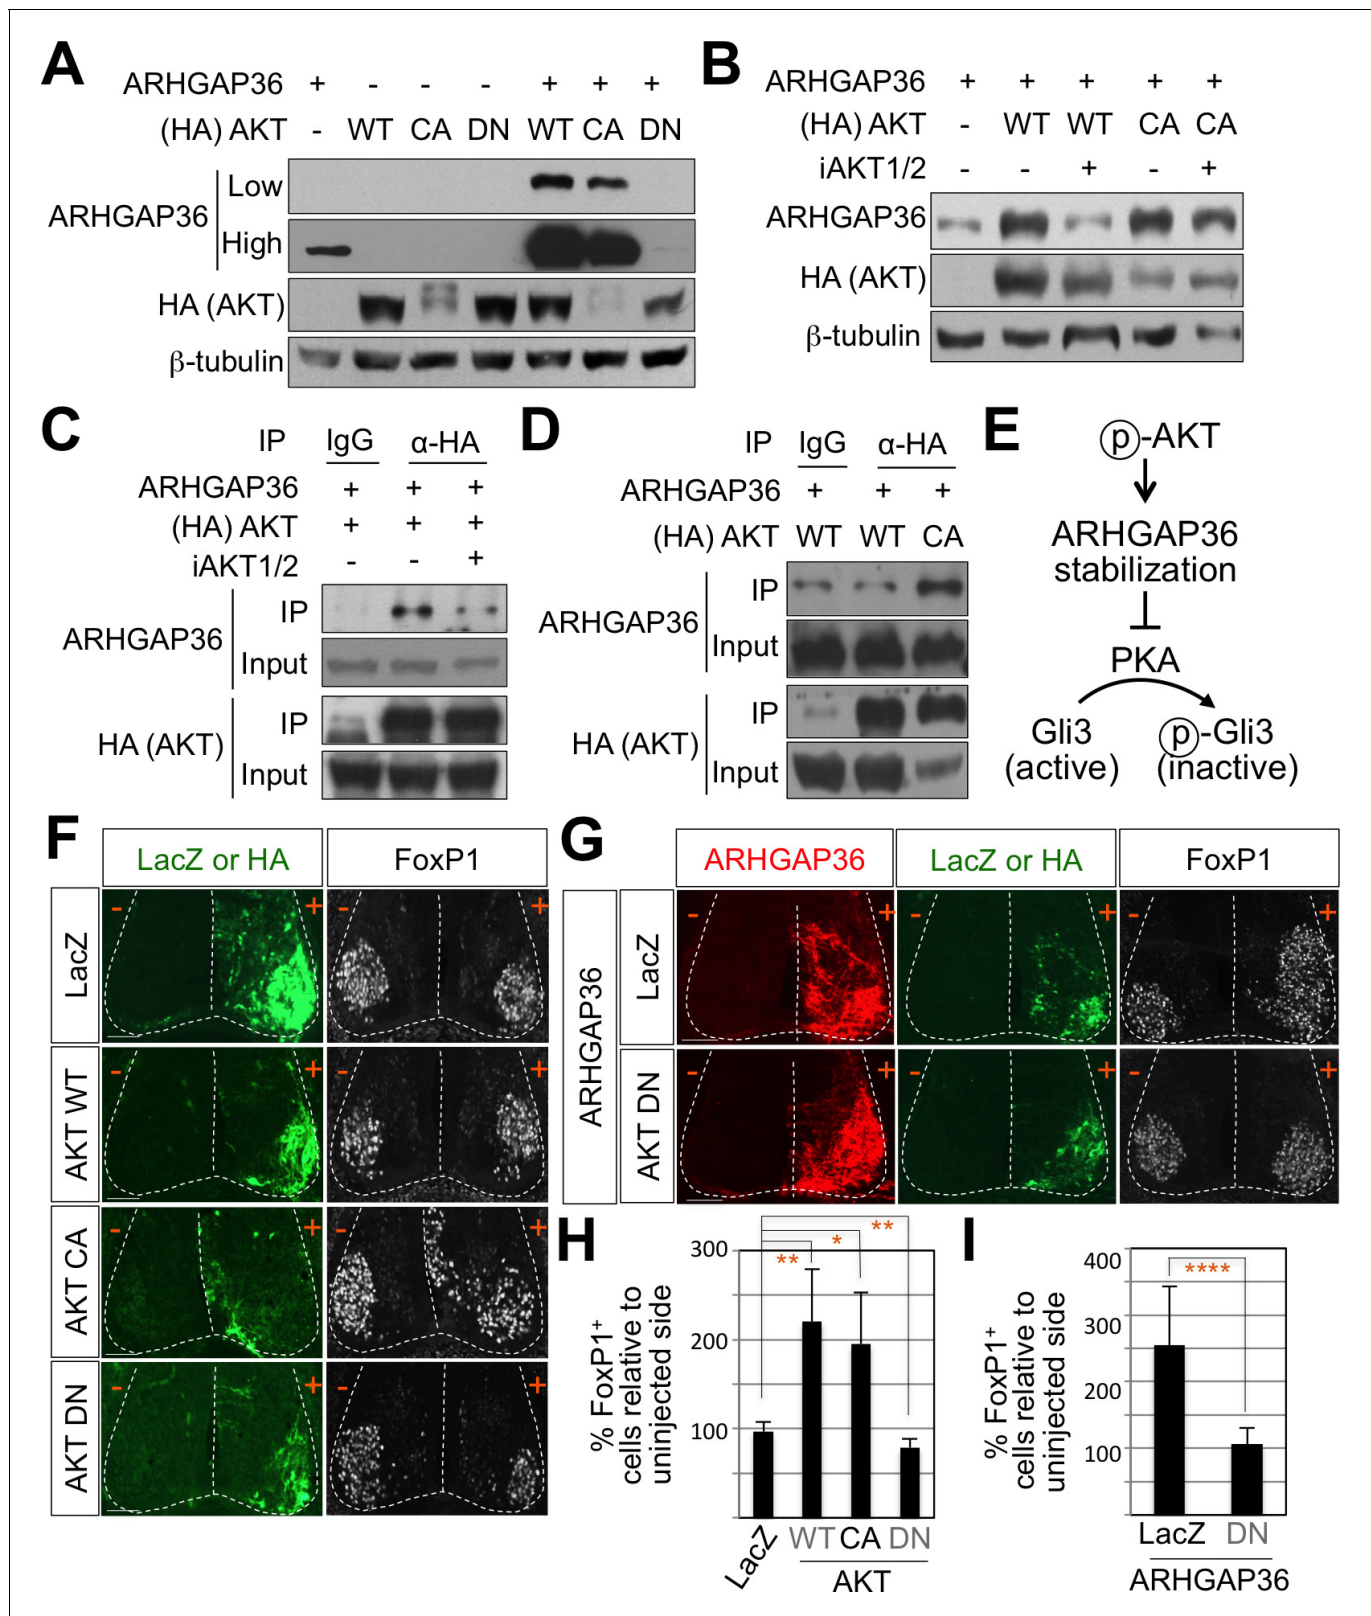 A
ARHGAP36 + - - - + + +
(HA) AKT - WT CA DN WT CA DN
ARHGAP36
Low
High
HA (AKT)
β-tubulin
B
ARHGAP36 + + + + +
(HA) AKT - WT WT CA CA
iAKT1/2 - - + - +
ARHGAP36
HA (AKT)
β-tubulin
C
IP IgG α-HA
ARHGAP36 + + +
(HA) AKT + + +
iAKT1/2 - - +
ARHGAP36
IP
Input
HA (AKT)
IP
Input
D
IP IgG α-HA
ARHGAP36 + + +
(HA) AKT WT WT CA
ARHGAP36
IP
Input
HA (AKT)
IP
Input
E
p-AKT
ARHGAP36
stabilization
PKA
Gli3
(active)
p-Gli3
(inactive)
F
LacZ or HA FoxP1
LacZ - + - +
AKT WT - + - +
AKT CA - + - +
AKT DN - + - +
G
ARHGAP36 LacZ or HA FoxP1
ARHGAP36
LacZ - + - + - +
AKT DN - + - + - +
H
% FoxP1+
cells relative to
uninjected side
300
200
100
** * **
LacZ WT CA DN
AKT
I
% FoxP1+
cells relative to
uninjected side
400
300
200
100
****
LacZ DN
ARHGAP36